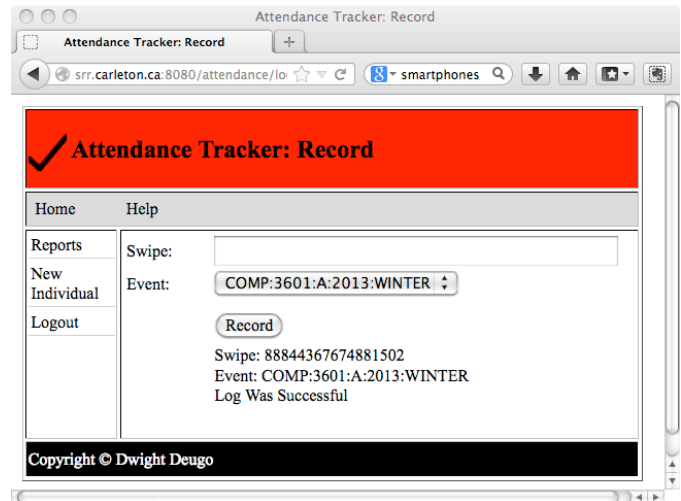 Attendance Tracker: Record
Attendance Tracker: Record
srr.carleton.ca:8080/attendance/lo
smartphones
Attendance Tracker: Record
Home Help
Reports
New
Individual
Logout
Swipe:
Event: COMP:3601:A:2013:WINTER
Record
Swipe: 88844367674881502
Event: COMP:3601:A:2013:WINTER
Log Was Successful
Copyright © Dwight Deugo